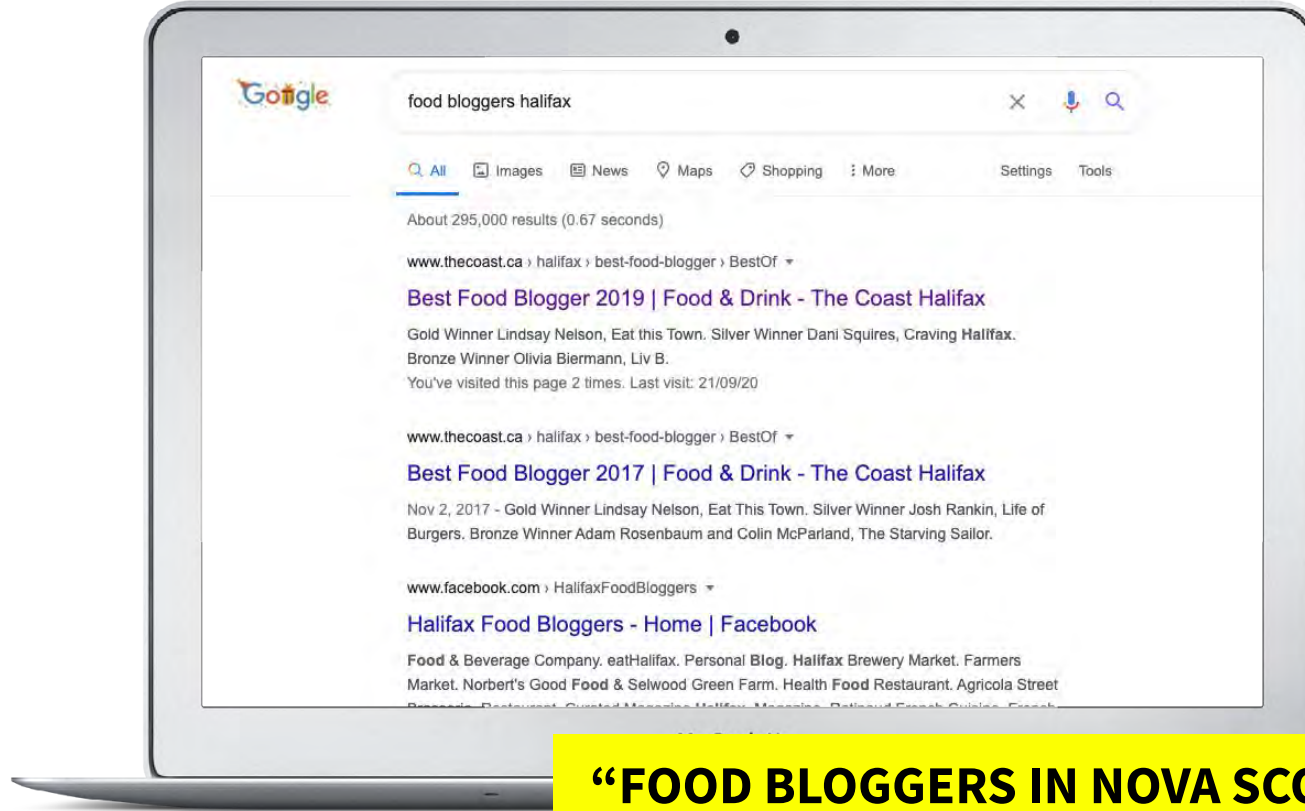 Google
food bloggers halifax
All Images News Maps Shopping More Settings Tools
About 295,000 results (0.67 seconds)
www.thecoast.ca › halifax › best-food-blogger › BestOf
Best Food Blogger 2019 | Food & Drink - The Coast Halifax
Gold Winner Lindsay Nelson, Eat this Town. Silver Winner Dani Squires, Craving Halifax.
Bronze Winner Olivia Biermann, Liv B.
You've visited this page 2 times. Last visit: 21/09/20
www.thecoast.ca › halifax › best-food-blogger › BestOf
Best Food Blogger 2017 | Food & Drink - The Coast Halifax
Nov 2, 2017 - Gold Winner Lindsay Nelson, Eat This Town. Silver Winner Josh Rankin, Life of
Burgers. Bronze Winner Adam Rosenbaum and Colin McParland, The Starving Sailor.
www.facebook.com › HalifaxFoodBloggers
Halifax Food Bloggers - Home | Facebook
Food & Beverage Company. eatHalifax. Personal Blog. Halifax Brewery Market. Farmers
Market. Norbert's Good Food & Selwood Green Farm. Health Food Restaurant. Agricola Street
“FOOD BLOGGERS IN NOVA